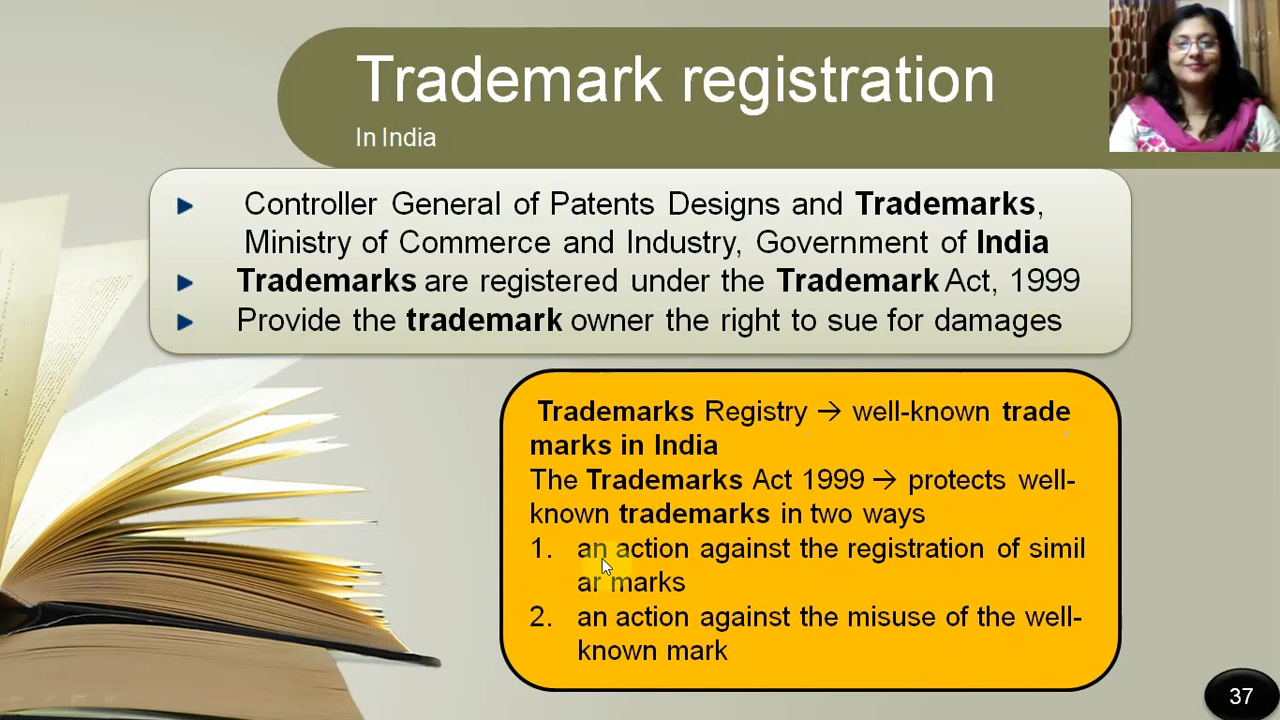 Trademark registration
In India
Controller General of Patents Designs and Trademarks,
Ministry of Commerce and Industry, Government of India
Trademarks are registered under the Trademark Act, 1999
Provide the trademark owner the right to sue for damages
Trademarks Registry → well-known trade
marks in India
The Trademarks Act 1999 → protects well-
known trademarks in two ways
1. an action against the registration of simil
ar marks
2. an action against the misuse of the well-
known mark
37